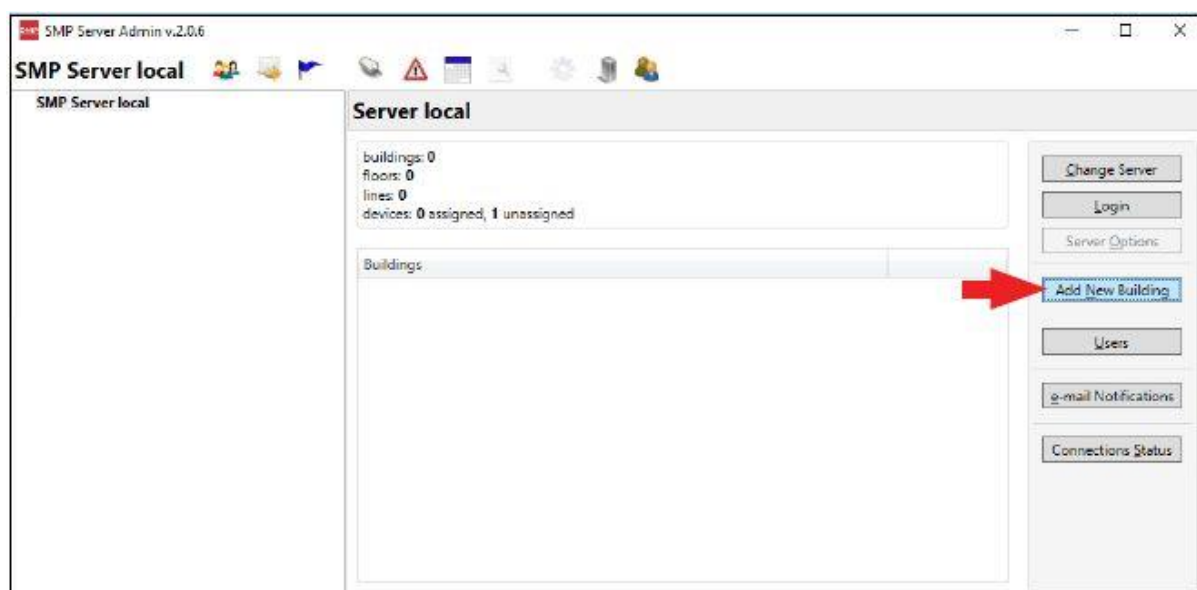 SMP Server Admin v.2.0.6
SMP Server local
SMP Server local
Server local
buildings: 0
floors: 0
lines: 0
devices: 0 assigned, 1 unassigned
Buildings
Change Server
Login
Server Options
Add New Building
Users
e-mail Notifications
Connections Status